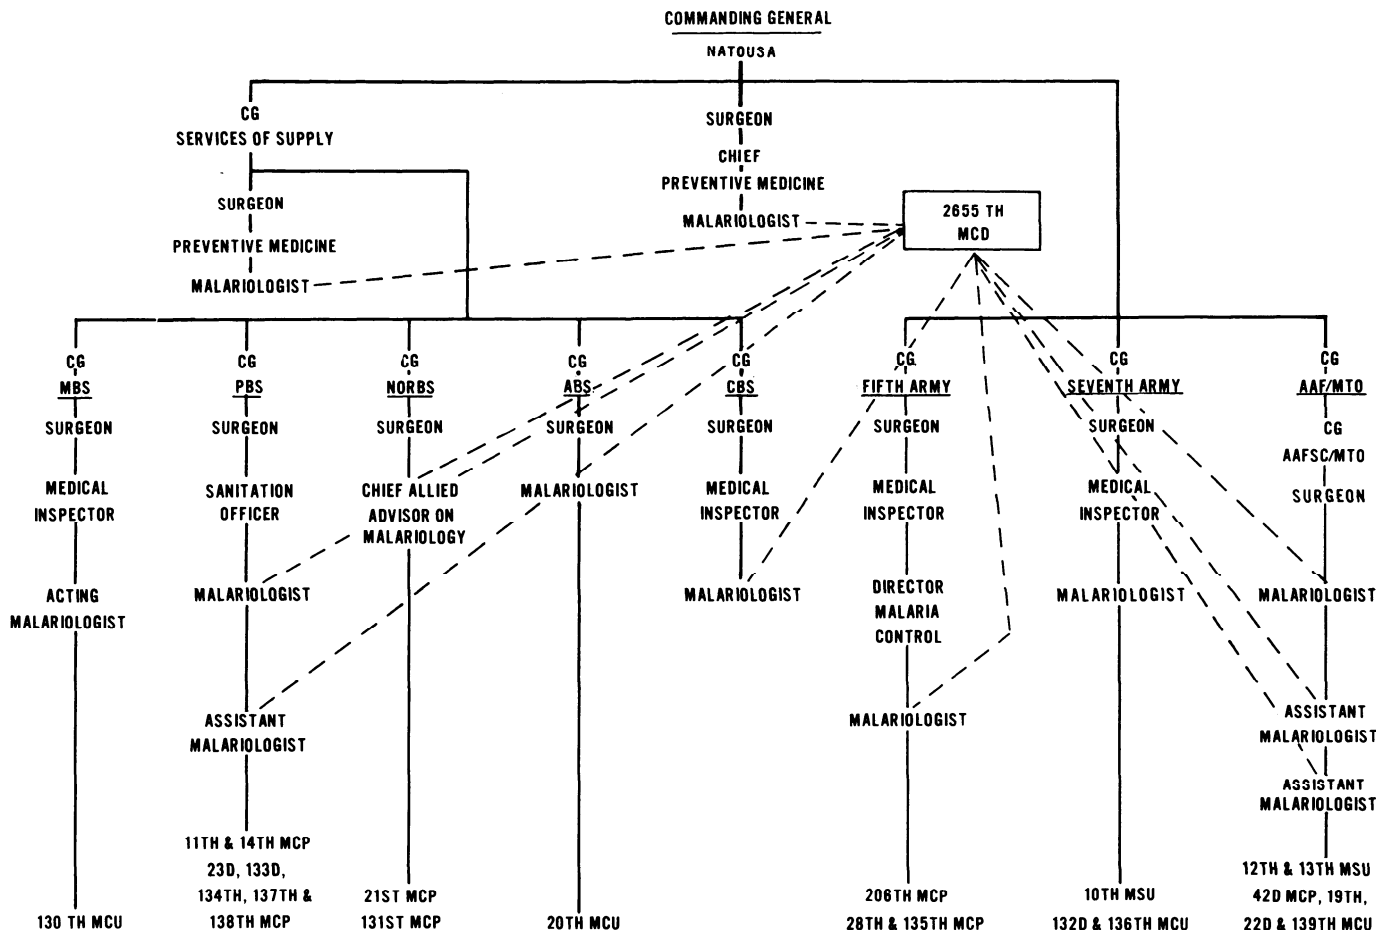 COMMANDING GENERAL
NATOUSA
CG
SERVICES OF SUPPLY
SURGEON
PREVENTIVE MEDICINE
MALARIOLOGIST
SURGEON
CHIEF
PREVENTIVE MEDICINE
MALARIOLOGIST
2655 TH
MCD
CG
MBS
SURGEON
MEDICAL
INSPECTOR
ACTING
MALARIOLOGIST
130 TH MCU
CG
PBS
SURGEON
SANITATION
OFFICER
MALARIOLOGIST
ASSISTANT
MALARIOLOGIST
11TH & 14TH MCP
23D, 133D,
134TH, 137TH &
138TH MCP
CG
NORBS
SURGEON
CHIEF ALLIED
ADVISOR ON
MALARIOLOGY
21ST MCP
131ST MCP
CG
ABS
SURGEON
MALARIOLOGIST
20TH MCU
CG
CBS
SURGEON
MEDICAL
INSPECTOR
MALARIOLOGIST
CG
FIFTH ARMY
SURGEON
MEDICAL
INSPECTOR
DIRECTOR
MALARIA
CONTROL
MALARIOLOGIST
206TH MCP
28TH & 135TH MCP
CG
SEVENTH ARMY
SURGEON
MEDICAL
INSPECTOR
MALARIOLOGIST
10TH MSU
132D & 136TH MCU
CG
AAF/MTO
CG
AAFSC/MTO
SURGEON
MALARIOLOGIST
ASSISTANT
MALARIOLOGIST
ASSISTANT
MALARIOLOGIST
12TH & 13TH MSU
42D MCP, 19TH,
22D & 139TH MCU